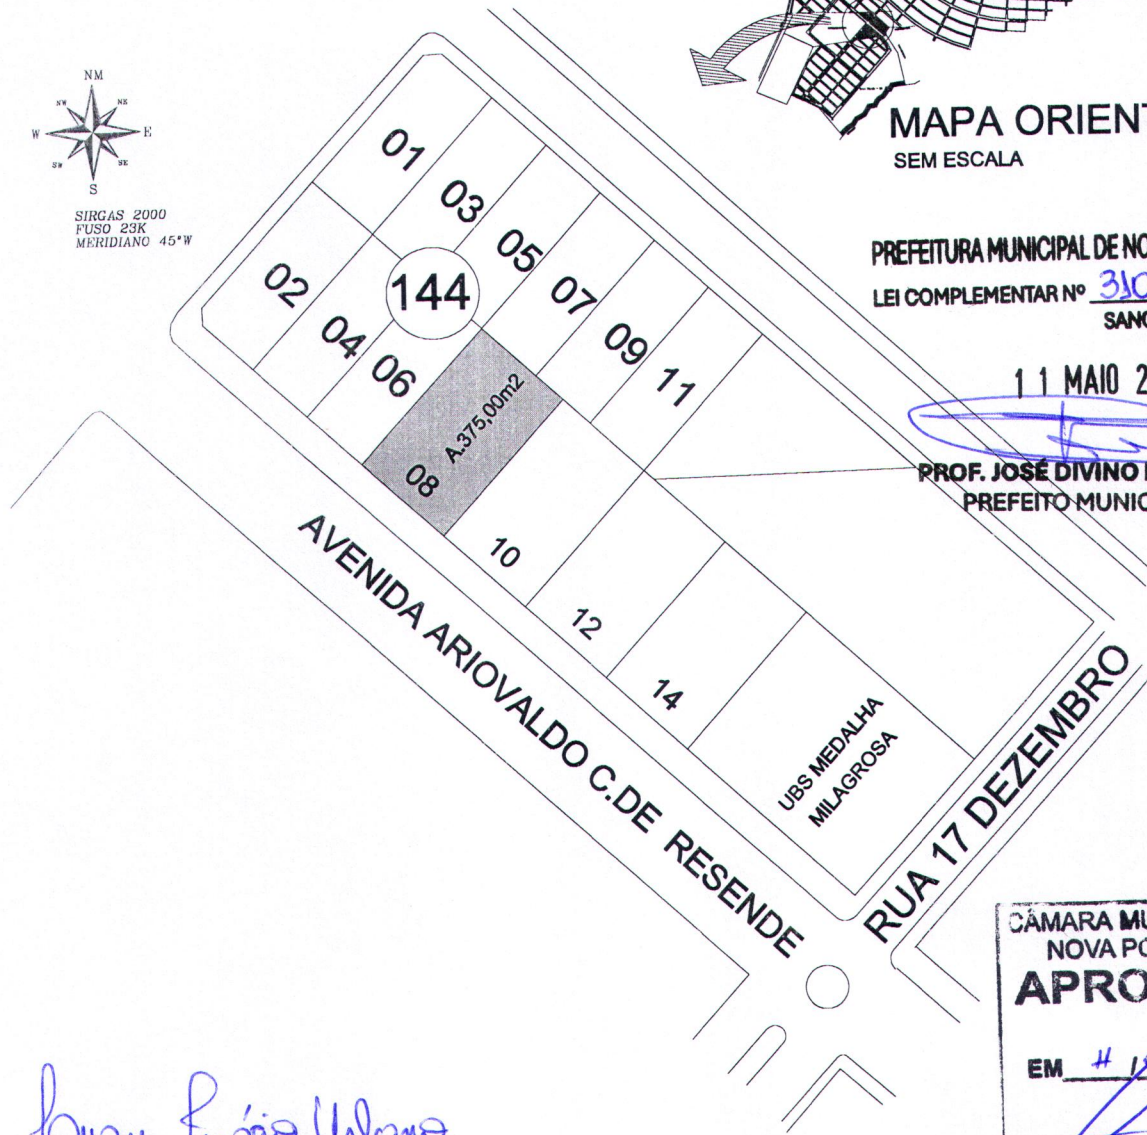 NM
NW NE
W E
SW SE
S
SIRGAS 2000
FUSO 23K
MERIDIANO 45°W
MAPA ORIENT
SEM ESCALA
PREFEITURA MUNICIPAL DE NO
LEI COMPLEMENTAR Nº 310
SANC
11 MAIO 2
PROF. JOSÉ DIVINO
PREFEITO MUNIC
01
03
05
07
09
11
144
02
04
06
08
A.375,00m2
10
12
14
UBS MEDALHA
MILAGROSA
AVENIDA ARIOVALDO C.DE RESENDE
RUA 17 DEZEMBRO
CÂMARA MU
NOVA PO
APRO
EM 11 /